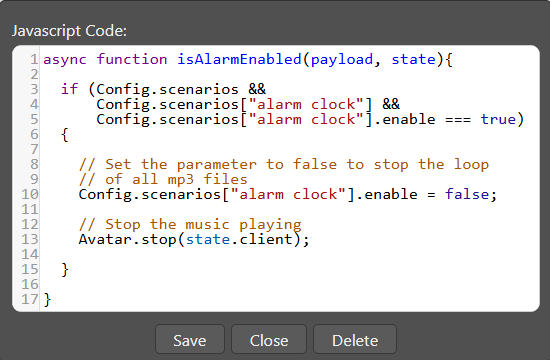 Javascript Code:
1 async function isAlarmEnabled(payload, state){
2
3   if (Config.scenarios &&
4       Config.scenarios["alarm clock"] &&
5       Config.scenarios["alarm clock"].enable === true)
6   {
7
8     // Set the parameter to false to stop the loop
9     // of all mp3 files
10     Config.scenarios["alarm clock"].enable = false;
11
12     // Stop the music playing
13     Avatar.stop(state.client);
14
15   }
16
17 }
Save Close Delete